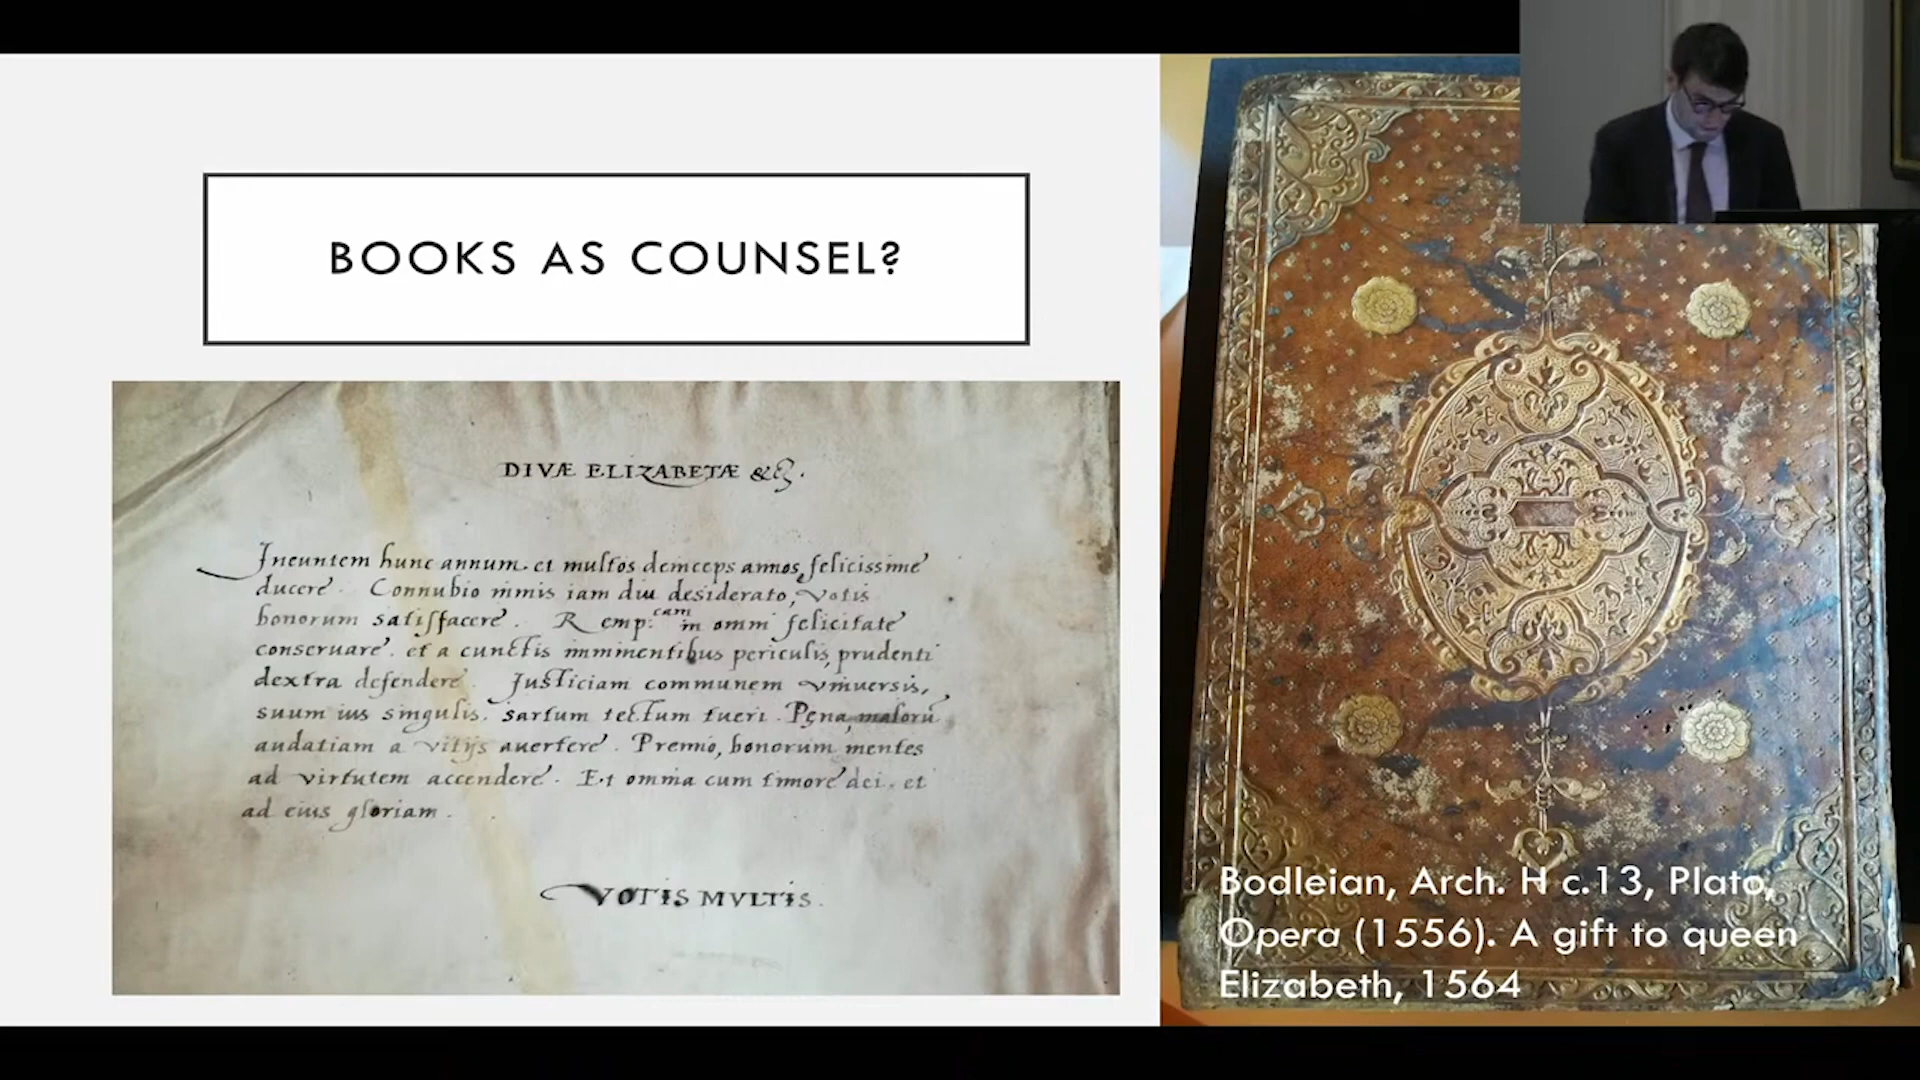 BOOKS AS COUNSEL?
DIVÆ ELIZABETÆ &c.
Ineuntem hunc annum. et multos deinceps annos, felicissime
ducere. Connubio nimis iam diu desiderato, votis
bonorum satisfacere. Remp:cam in omni felicitate
conseruare. et a cunctis imminentibus periculis, prudenti
dextra defendere. Justiciam communem vniuersis,
suum ius singulis. sartum tectum tueri. Pęna, maloru
audatiam a vitijs auertere. Premio, bonorum mentes
ad virtutem accendere. Et omnia cum timore dei. et
ad eius gloriam.
VOTIS MVLTIS.
Bodleian, Arch. H c.13, Plato,
Opera (1556). A gift to queen
Elizabeth, 1564